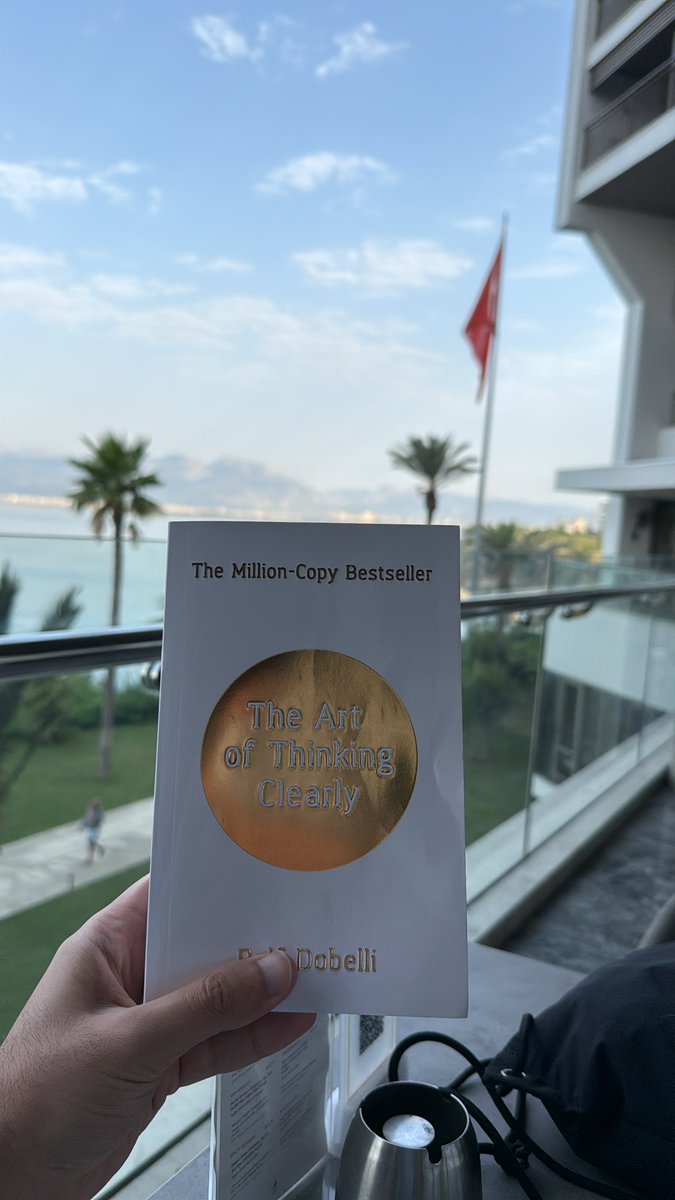 The Million-Copy Bestseller
The Art
of Thinking
Clearly
Dobelli